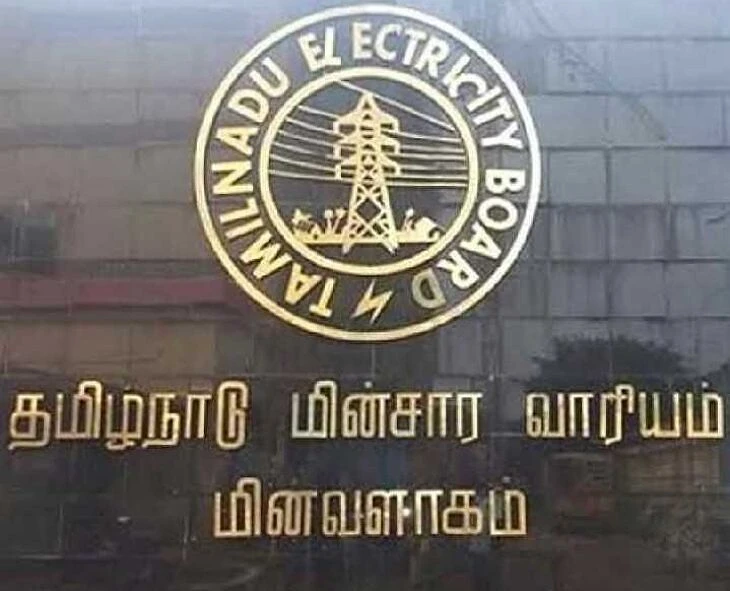 TAMILNADU ELECTRICITY BOARD
தமிழ்நாடு மின்சார வாரியம்
மின்வளாகம்